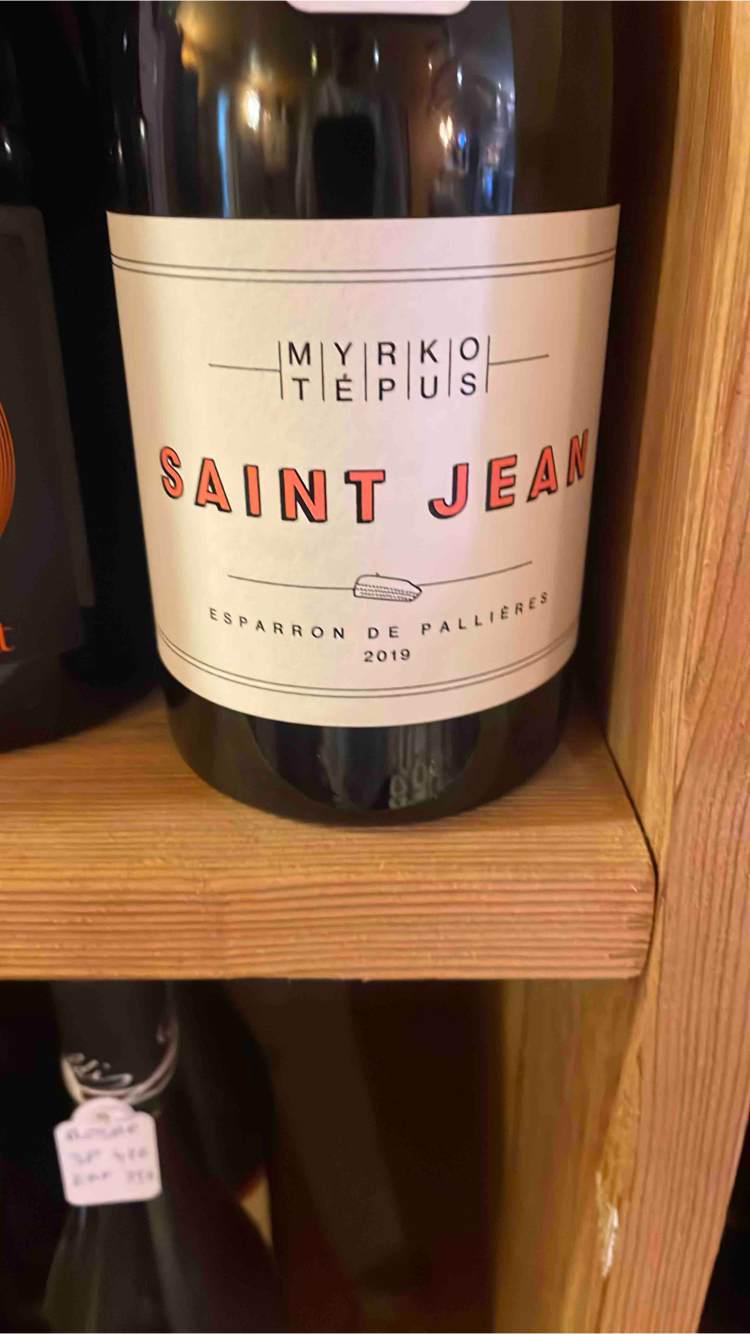 MYRKO
TÉPUS
SAINT JEAN
ESPARRON DE PALLIÈRES
2019